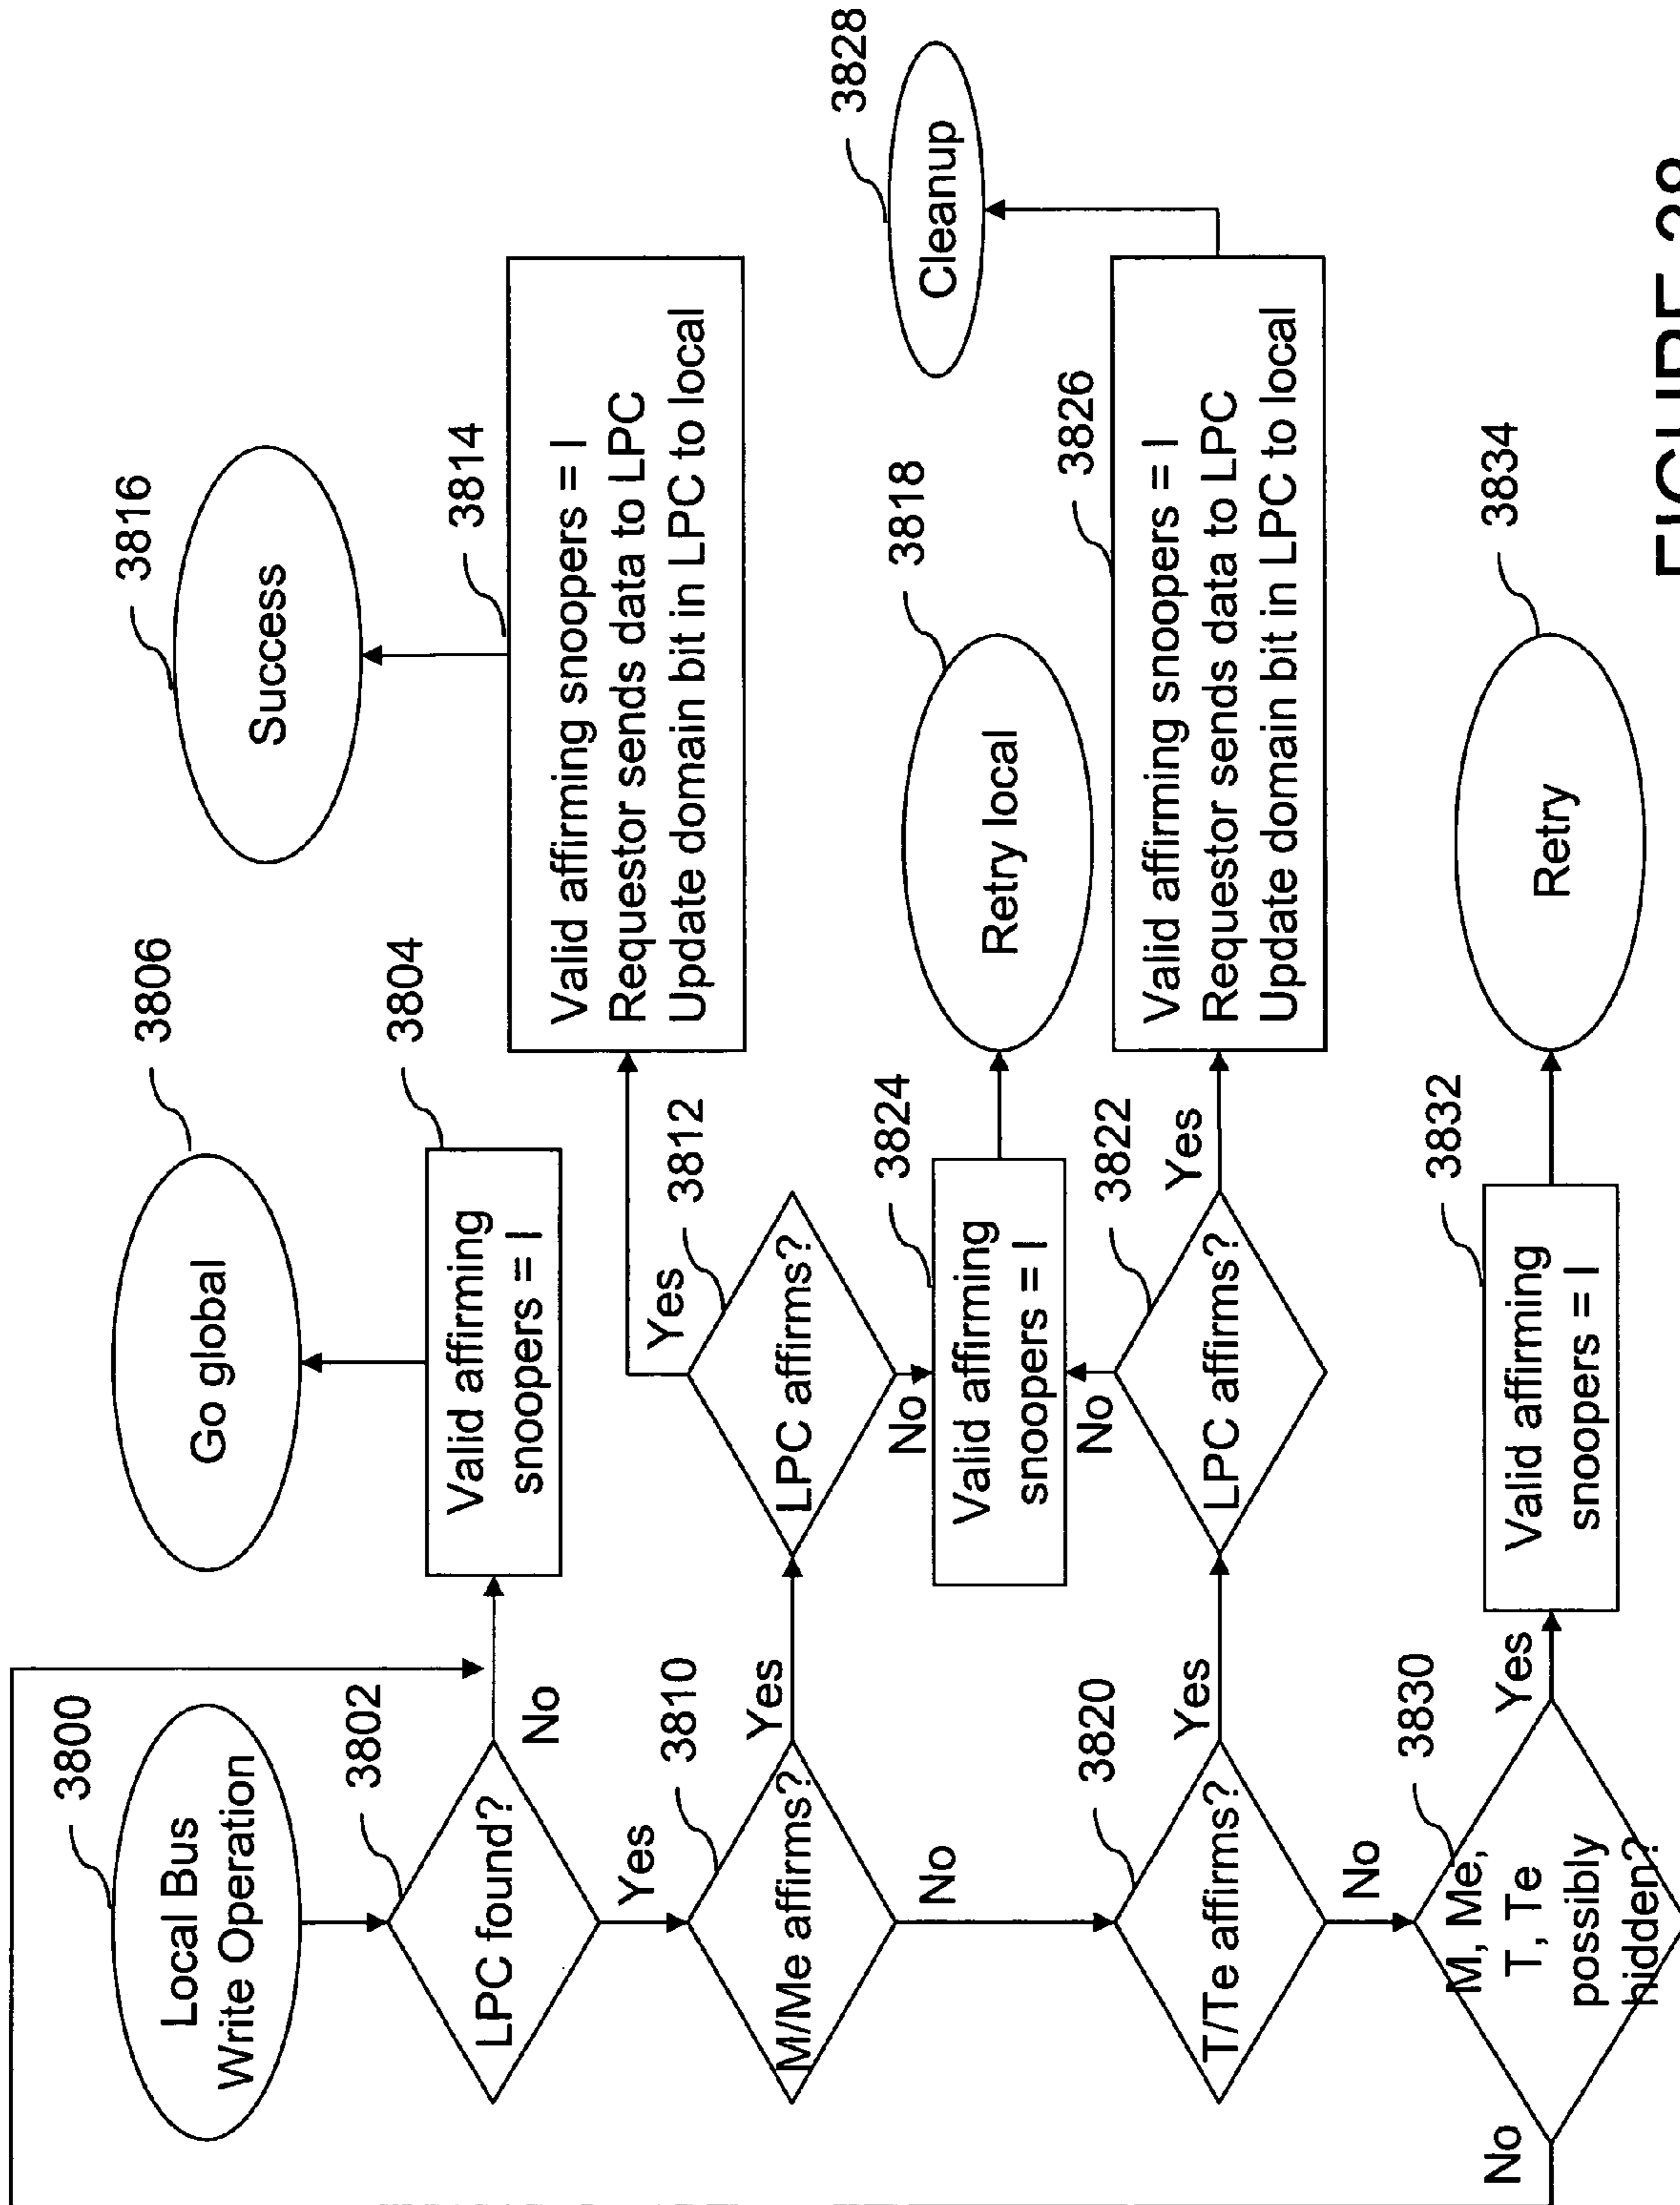 3800
Local Bus
Write Operation
3806
Go global
3816
Success
3802
LPC found?
No
Yes
3804
Valid affirming
snoopers = I
3814
Valid affirming snoopers = I
Requestor sends data to LPC
Update domain bit in LPC to local
3810
M/Me affirms?
Yes
No
3812
LPC affirms?
Yes
No
3824
Valid affirming
snoopers = I
3818
Retry local
3828
Cleanup
3820
T/Te affirms?
Yes
No
3822
LPC affirms?
No
Yes
3826
Valid affirming snoopers = I
Requestor sends data to LPC
Update domain bit in LPC to local
3830
M, Me,
T, Te
possibly
hidden?
No
Yes
3832
Valid affirming
snoopers = I
3834
Retry
FIGURE 38